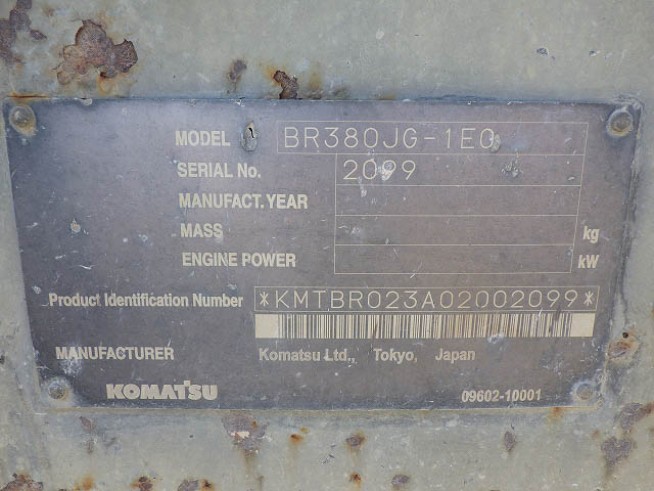 MODEL BR380JG-1E0
SERIAL No. 2099
MANUFACT. YEAR
MASS kg
ENGINE POWER kW
Product Identification Number *KMTBR023A02002099*
MANUFACTURER Komatsu Ltd., Tokyo, Japan
KOMATSU 09602-10001